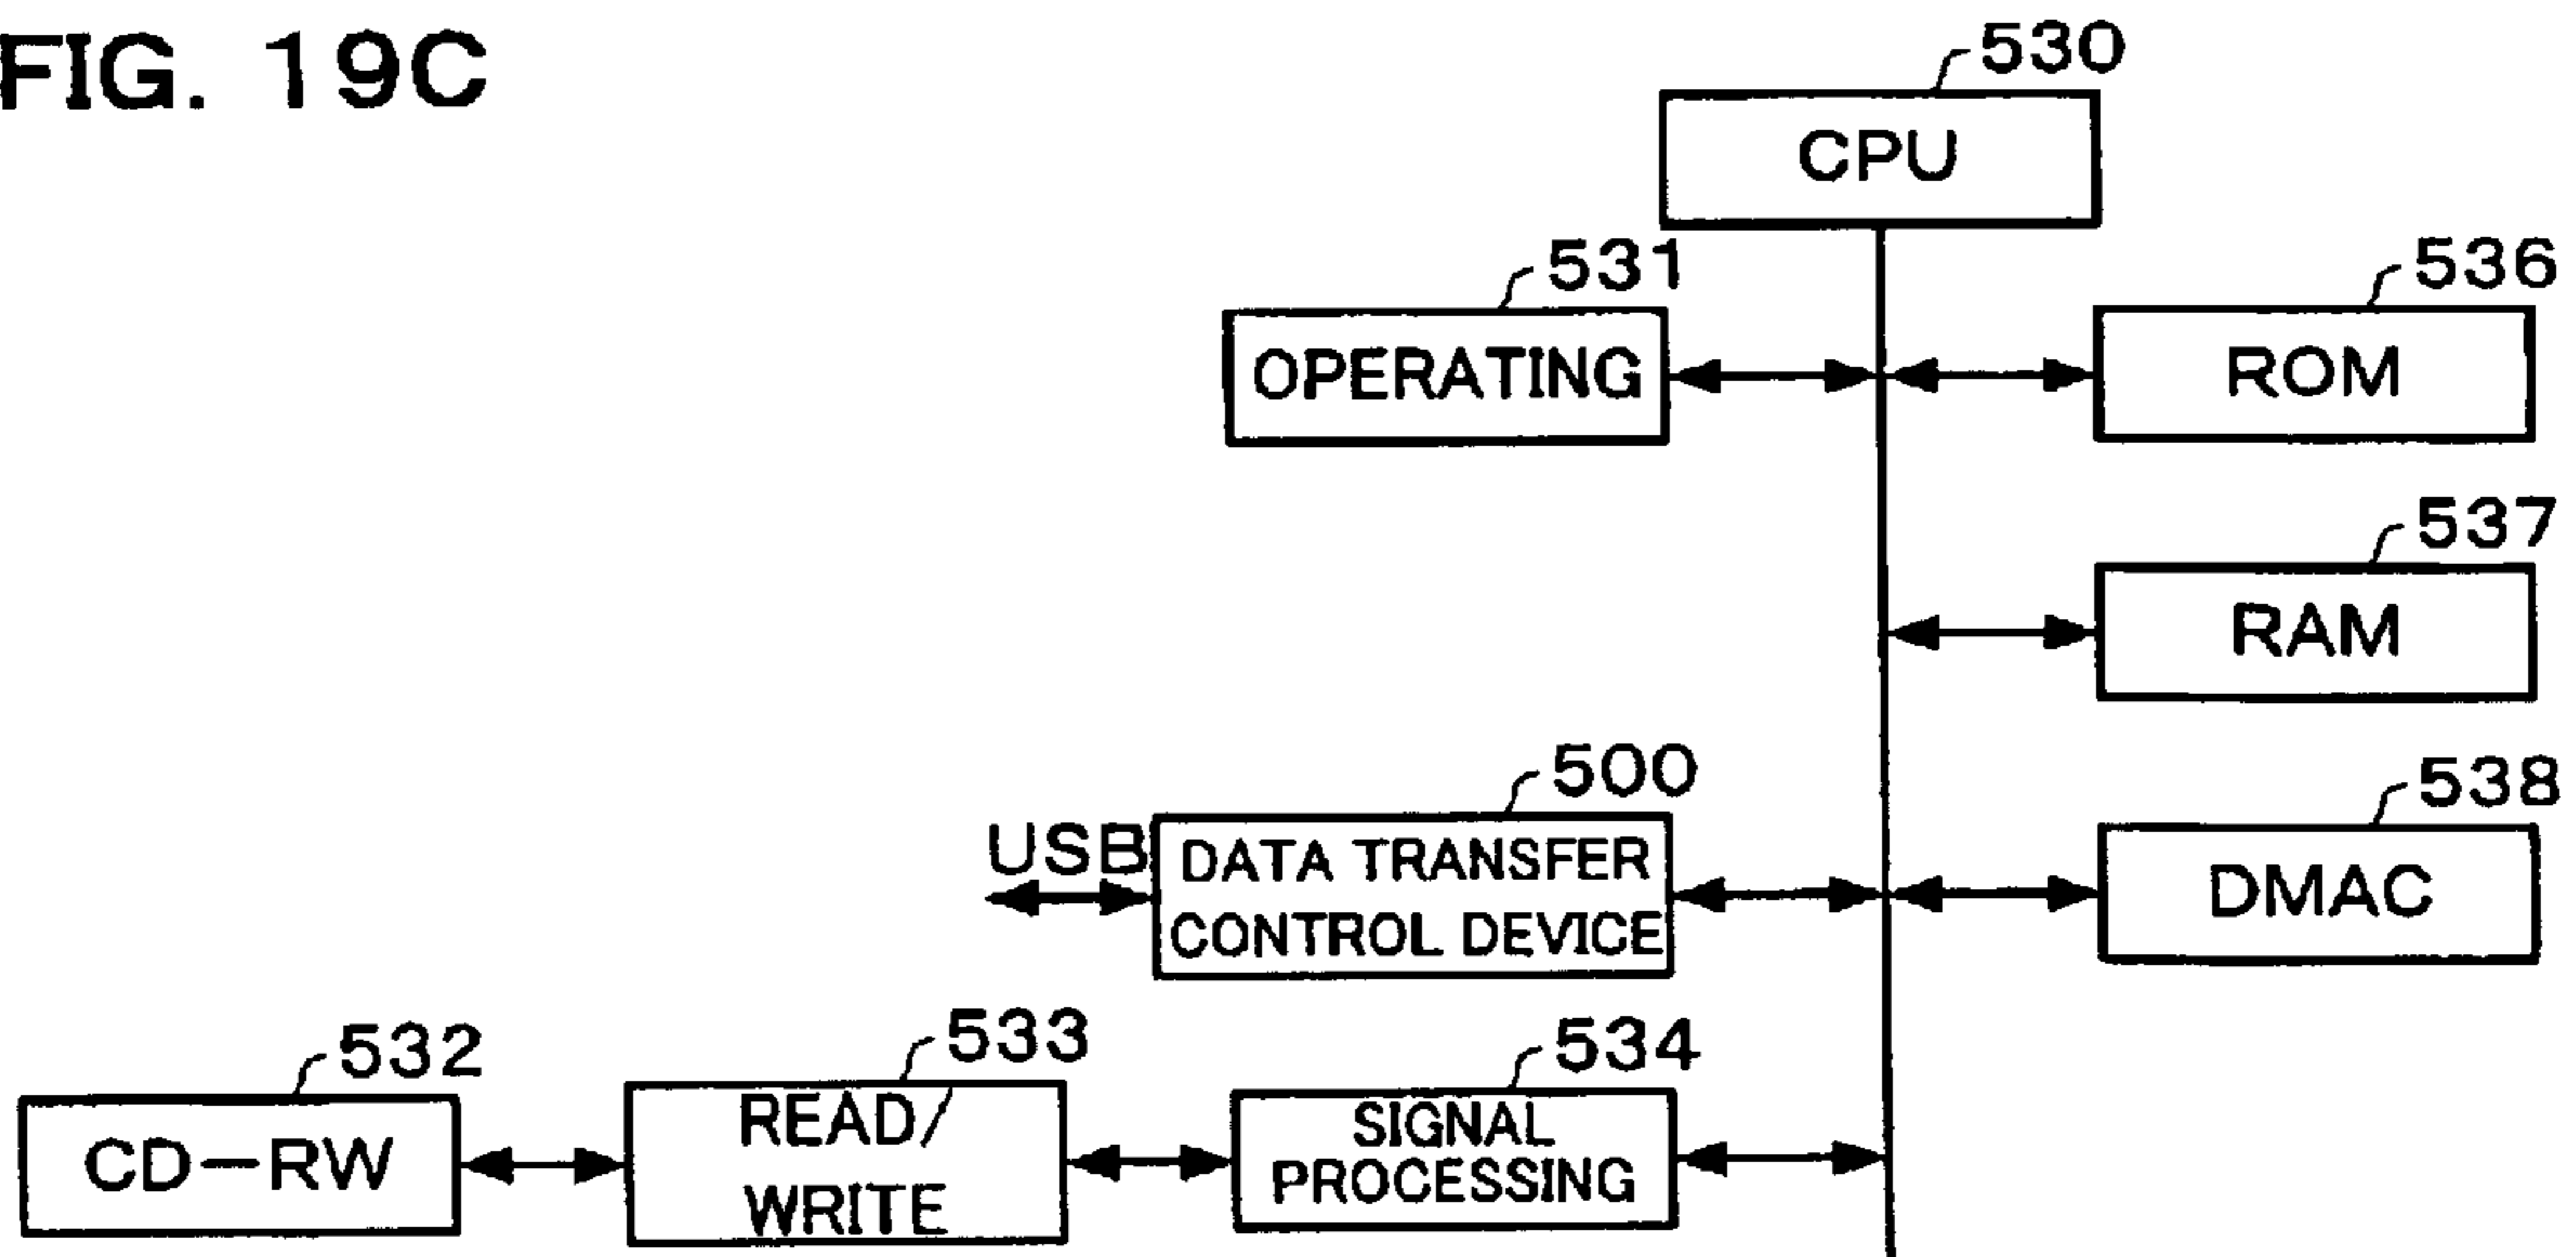 FIG. 19C
530
CPU
531
OPERATING
536
ROM
537
RAM
500
USB
DATA TRANSFER
CONTROL DEVICE
538
DMAC
532
CD-RW
533
READ/
WRITE
534
SIGNAL
PROCESSING